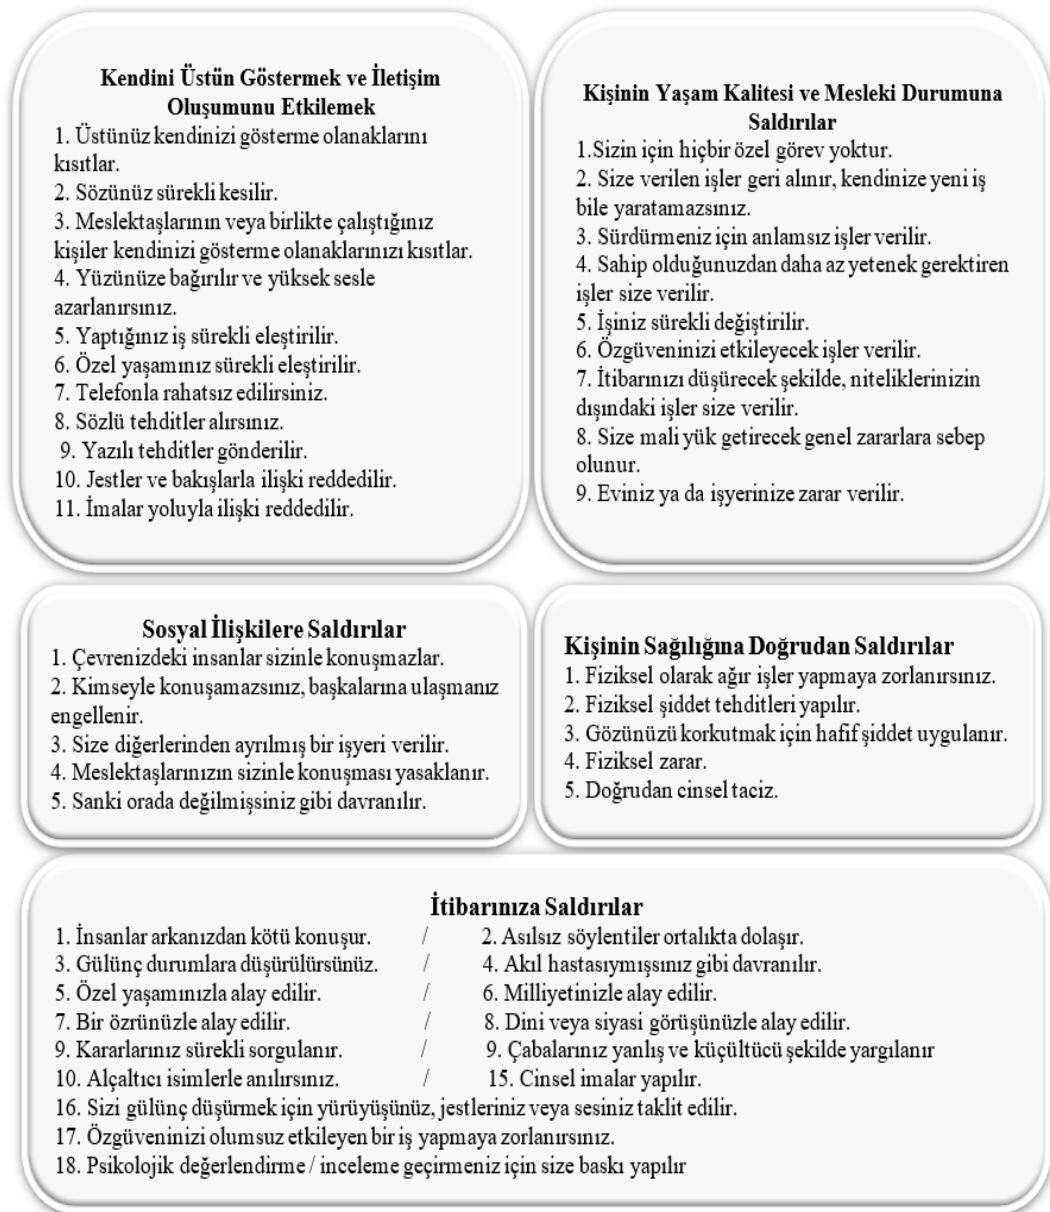 Kendini Üstün Göstermek ve İletişim
Oluşumunu Etkilemek
1. Üstünüz kendinizi gösterme olanaklarını
kısıtlar.
2. Sözünüz sürekli kesilir.
3. Meslektaşlarının veya birlikte çalıştığınız
kişiler kendinizi gösterme olanaklarınızı kısıtlar.
4. Yüzünüze bağırılır ve yüksek sesle
azarlanırsınız.
5. Yaptığınız iş sürekli eleştirilir.
6. Özel yaşamınız sürekli eleştirilir.
7. Telefonla rahatsız edilirsiniz.
8. Sözlü tehditler alırsınız.
9. Yazılı tehditler gönderilir.
10. Jestler ve bakışlarla ilişki reddedilir.
11. İmalar yoluyla ilişki reddedilir.
Kişinin Yaşam Kalitesi ve Mesleki Durumuna
Saldırılar
1.Sizin için hiçbir özel görev yoktur.
2. Size verilen işler geri alınır, kendinize yeni iş
bile yaratamazsınız.
3. Sürdürmeniz için anlamsız işler verilir.
4. Sahip olduğunuzdan daha az yetenek gerektiren
işler size verilir.
5. İşiniz sürekli değiştirilir.
6. Özgüveninizi etkileyecek işler verilir.
7. İtibarınızı düşürecek şekilde, niteliklerinizin
dışındaki işler size verilir.
8. Size mali yük getirecek genel zararlara sebep
olunur.
9. Eviniz ya da işyerinize zarar verilir.
Sosyal İlişkilere Saldırılar
1. Çevrenizdeki insanlar sizinle konuşmazlar.
2. Kimseyle konuşamazsınız, başkalarına ulaşmanız
engellenir.
3. Size diğerlerinden ayrılmış bir işyeri verilir.
4. Meslektaşlarınızın sizinle konuşması yasaklanır.
5. Sanki orada değilmişsiniz gibi davranılır.
Kişinin Sağılığına Doğrudan Saldırılar
1. Fiziksel olarak ağır işler yapmaya zorlanırsınız.
2. Fiziksel şiddet tehditleri yapılır.
3. Gözünüzü korkutmak için hafif şiddet uygulanır.
4. Fiziksel zarar.
5. Doğrudan cinsel taciz.
İtibarınıza Saldırılar
1. İnsanlar arkanızdan kötü konuşur. / 2. Asılsız söylentiler ortalıkta dolaşır.
3. Gülünç durumlara düşürülürsünüz. / 4. Akıl hastasıymışsınız gibi davranılır.
5. Özel yaşamınızla alay edilir. / 6. Milliyetinizle alay edilir.
7. Bir özrünüzle alay edilir. / 8. Dini veya siyasi görüşünüzle alay edilir.
9. Kararlarınız sürekli sorgulanır. / 9. Çabalarınız yanlış ve küçültücü şekilde yargılanır
10. Alçaltıcı isimlerle anılırsınız. / 15. Cinsel imalar yapılır.
16. Sizi gülünç düşürmek için yürüyüşünüz, jestleriniz veya sesiniz taklit edilir.
17. Özgüveninizi olumsuz etkileyen bir iş yapmaya zorlanırsınız.
18. Psikolojik değerlendirme / inceleme geçirmeniz için size baskı yapılır